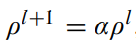 ρ^{l+1} = αρ^{l}